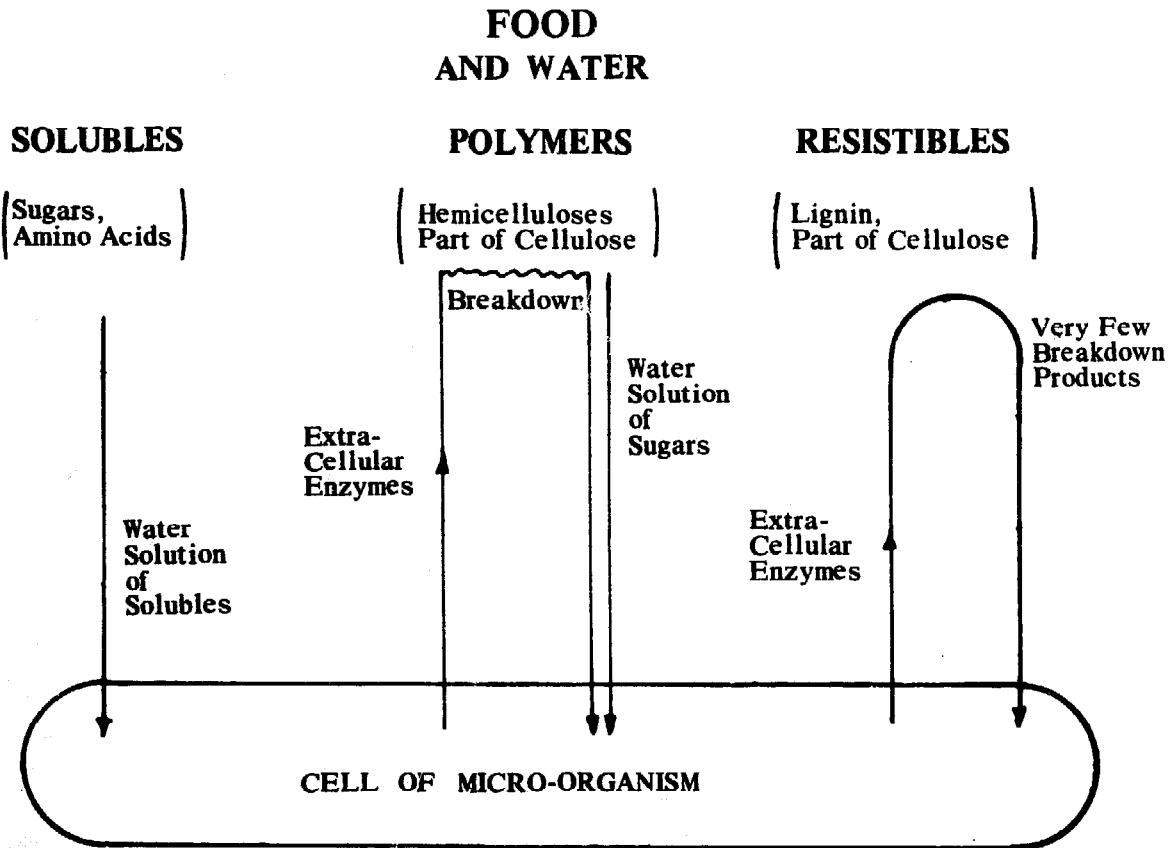 FOOD
AND WATER
SOLUBLES
POLYMERS
RESISTIBLES
Sugars,
Amino Acids
Hemicelluloses
Part of Cellulose
Lignin,
Part of Cellulose
Breakdown
Very Few
Breakdown
Products
Water
Solution
of
Sugars
Extra-
Cellular
Enzymes
Water
Solution
of
Solubles
Extra-
Cellular
Enzymes
CELL OF MICRO-ORGANISM